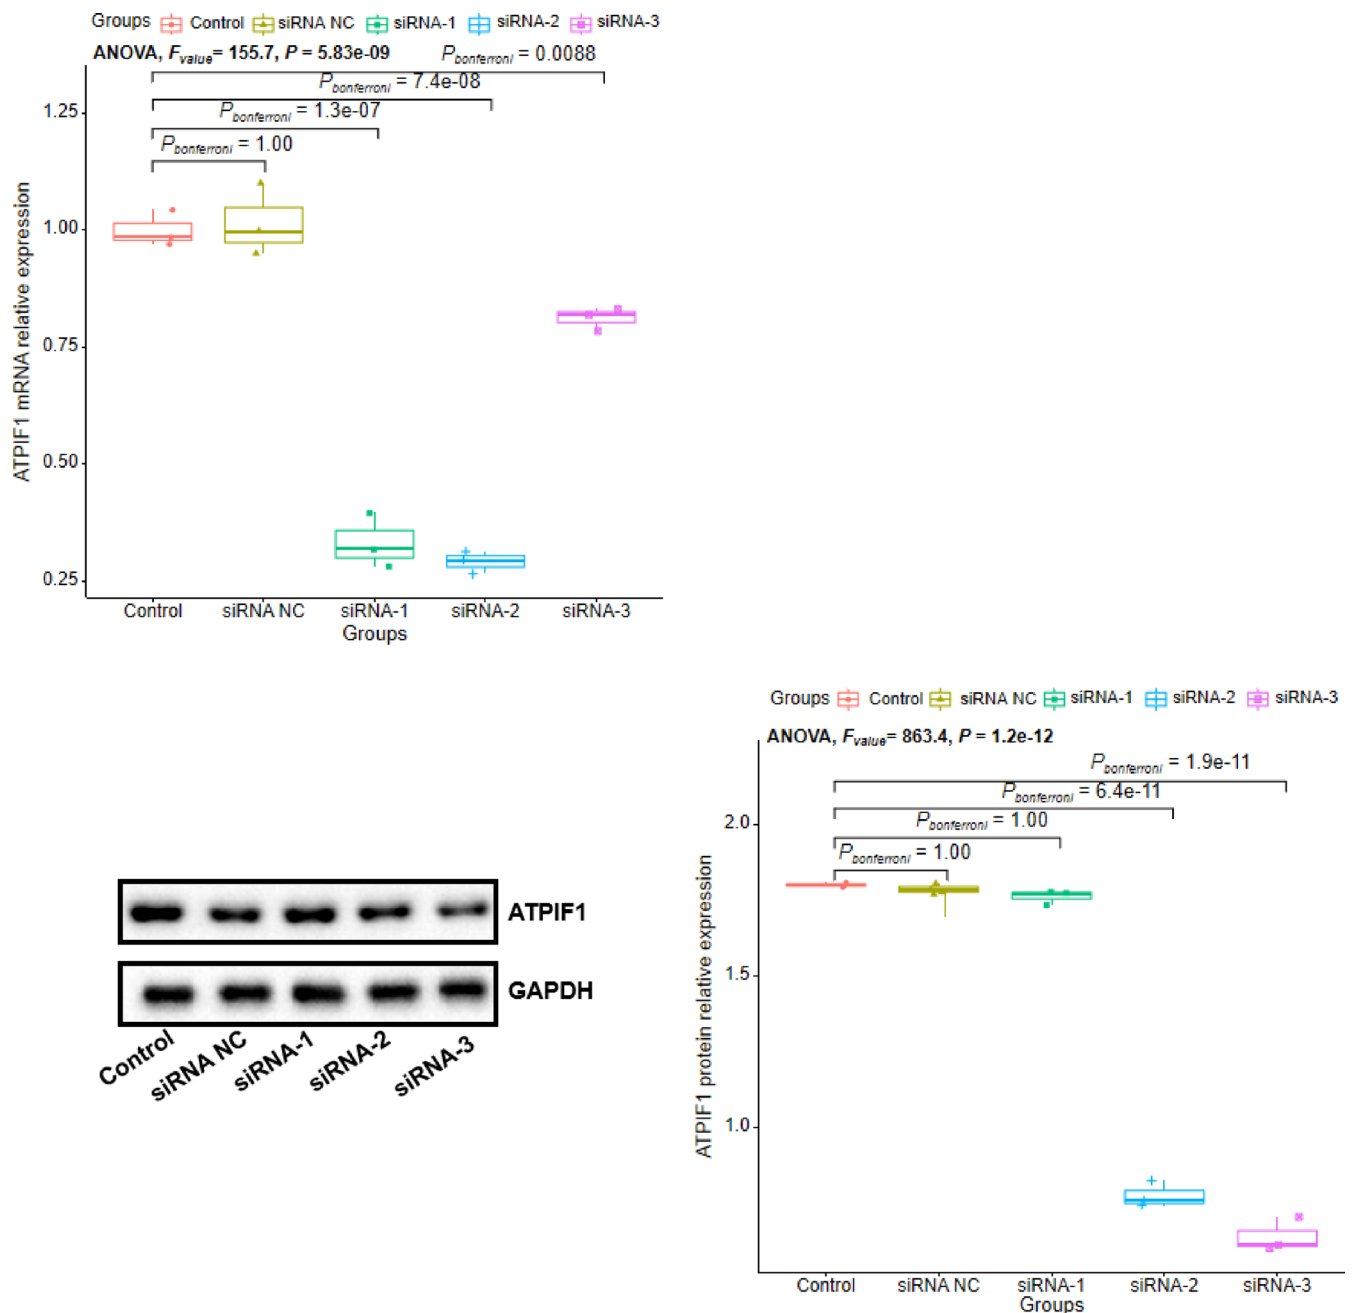 Groups Control siRNA NC siRNA-1 siRNA-2 siRNA-3
ANOVA, Fvalue= 155.7, P = 5.83e-09
Pbonferroni = 0.0088
Pbonferroni = 7.4e-08
Pbonferroni = 1.3e-07
Pbonferroni = 1.00
ATPIF1 mRNA relative expression
1.25
1.00
0.75
0.50
0.25
Control siRNA NC siRNA-1 siRNA-2 siRNA-3
Groups
ATPIF1
GAPDH
Control siRNA NC siRNA-1 siRNA-2 siRNA-3
Groups Control siRNA NC siRNA-1 siRNA-2 siRNA-3
ANOVA, Fvalue= 863.4, P = 1.2e-12
Pbonferroni = 1.9e-11
Pbonferroni = 6.4e-11
Pbonferroni = 1.00
Pbonferroni = 1.00
ATPIF1 protein relative expression
2.0
1.5
1.0
Control siRNA NC siRNA-1 siRNA-2 siRNA-3
Groups